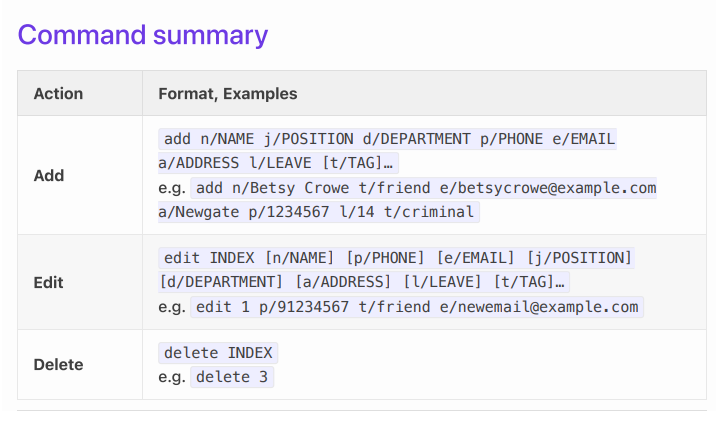 Command summary
Action Format, Examples
Add
add n/NAME j/POSITION d/DEPARTMENT p/PHONE e/EMAIL
a/ADDRESS l/LEAVE [t/TAG]…
e.g. add n/Betsy Crowe t/friend e/betsycrowe@example.com
a/Newgate p/1234567 l/14 t/criminal
Edit
edit INDEX [n/NAME] [p/PHONE] [e/EMAIL] [j/POSITION]
[d/DEPARTMENT] [a/ADDRESS] [l/LEAVE] [t/TAG]…
e.g. edit 1 p/91234567 t/friend e/newemail@example.com
Delete
delete INDEX
e.g. delete 3